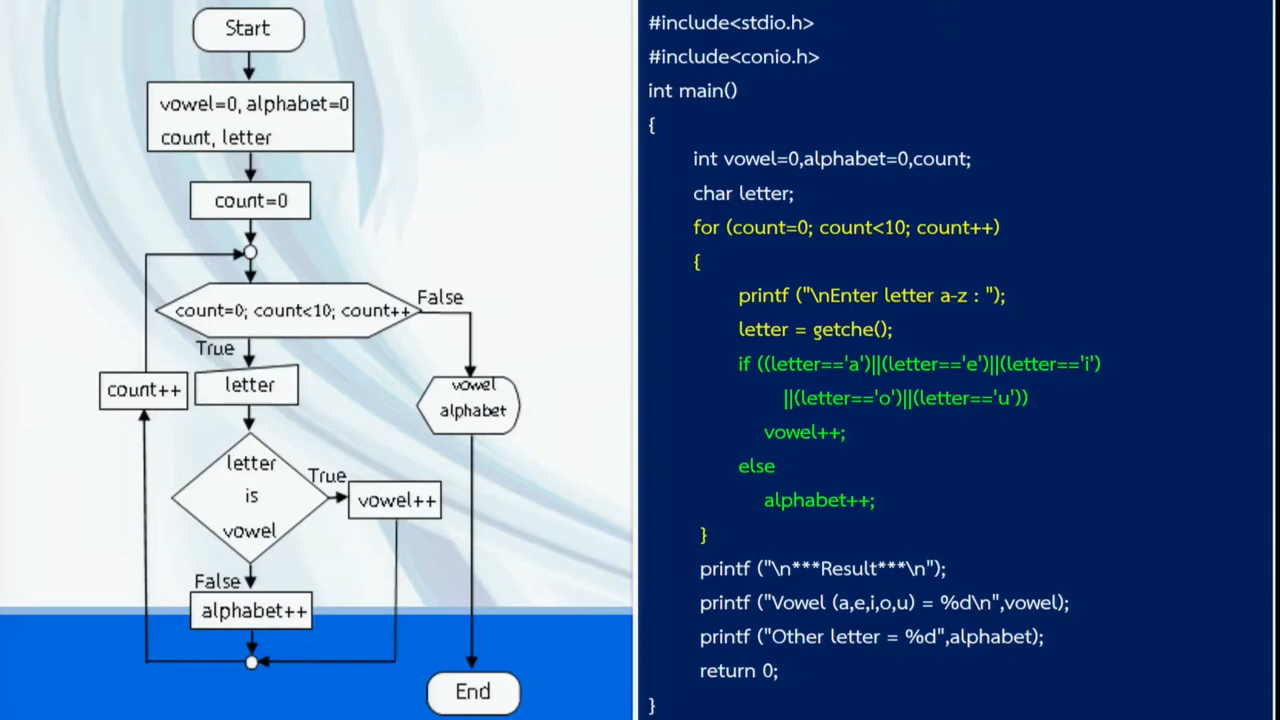 Start
vowel=0, alphabet=0
count, letter
count=0
count=0; count<10; count++
False
True
count++
letter
vowel
alphabet
letter
is
vowel
True
vowel++
False
alphabet++
End
#include<stdio.h>
#include<conio.h>
int main()
{
int vowel=0,alphabet=0,count;
char letter;
for (count=0; count<10; count++)
{
printf ("\nEnter letter a-z : ");
letter = getche();
if ((letter=='a')||(letter=='e')||(letter=='i')
||(letter=='o')||(letter=='u'))
vowel++;
else
alphabet++;
}
printf ("\n***Result***\n");
printf ("Vowel (a,e,i,o,u) = %d\n",vowel);
printf ("Other letter = %d",alphabet);
return 0;
}